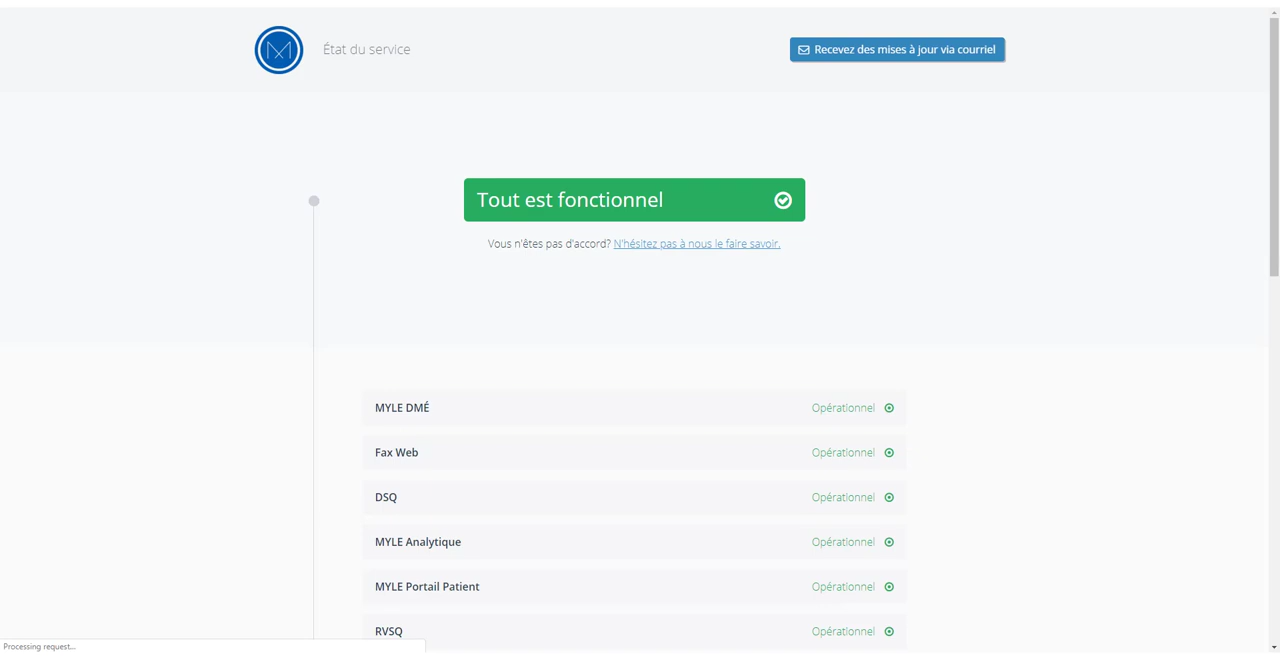 État du service
Recevez des mises à jour via courriel
Tout est fonctionnel
Vous n'êtes pas d'accord? N'hésitez pas à nous le faire savoir.
MYLE DMÉ Opérationnel
Fax Web Opérationnel
DSQ Opérationnel
MYLE Analytique Opérationnel
MYLE Portail Patient Opérationnel
RVSQ Opérationnel
Processing request...